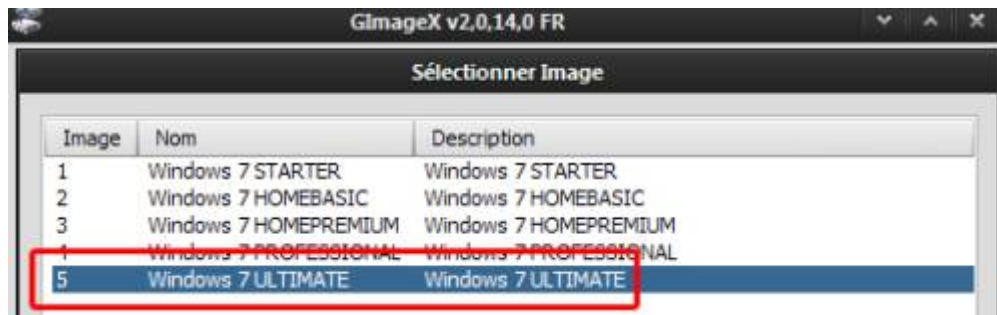 GImageX v2,0,14,0 FR
Sélectionner Image
Image Nom Description
1 Windows 7 STARTER Windows 7 STARTER
2 Windows 7 HOMEBASIC Windows 7 HOMEBASIC
3 Windows 7 HOMEPREMIUM Windows 7 HOMEPREMIUM
4 Windows 7 PROFESSIONAL Windows 7 PROFESSIONAL
5 Windows 7 ULTIMATE Windows 7 ULTIMATE